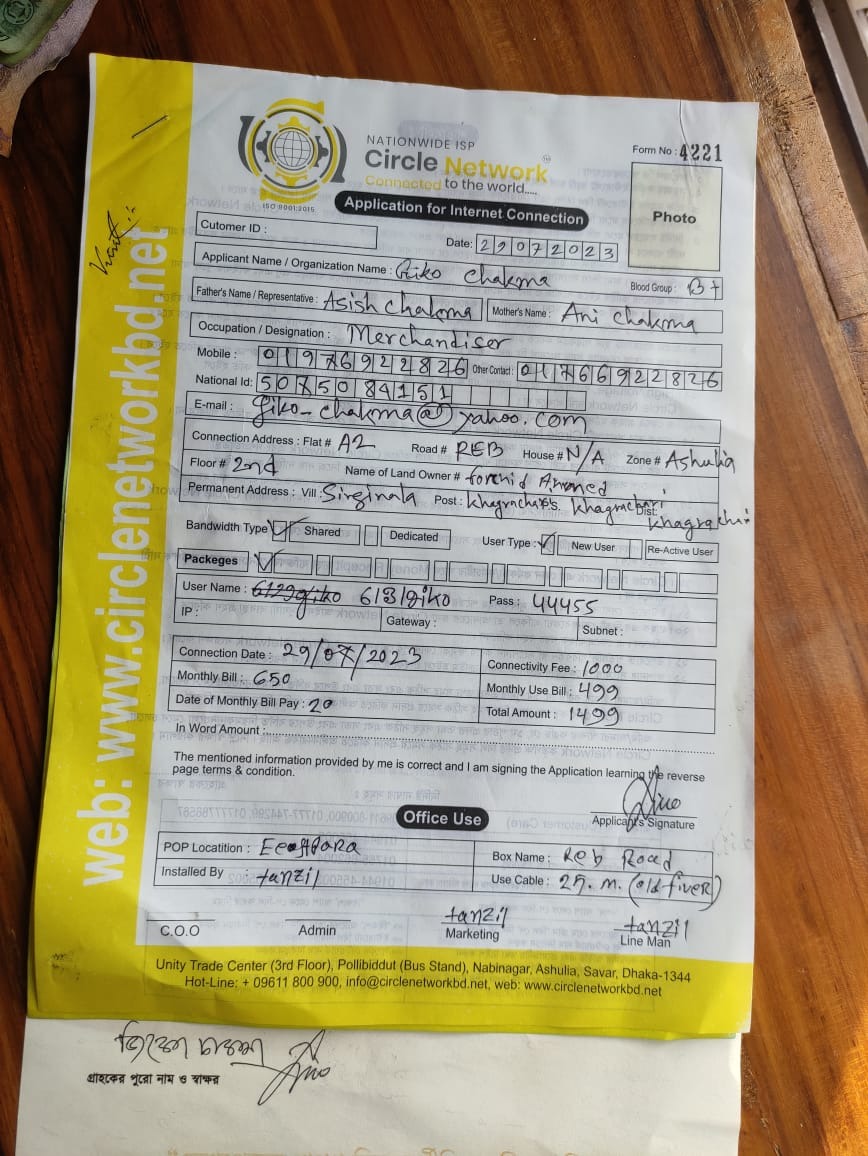 NATIONWIDE ISP
Circle Network
Connected to the world.....
ISO 9001:2015
Form No : 4221
Photo
Application for Internet Connection
Cutomer ID :
Date: 29072023
Applicant Name / Organization Name : Giko Chakma
Blood Group : B+
Father's Name / Representative : Asish chakma Mother's Name : Ani chakma
Occupation / Designation : Merchandiser
Mobile : 01976922826 Other Contact : 01766922826
National Id: 5075084151
E-mail : giko_chakma@yahoo.com
Connection Address : Flat # A2 Road # REB House # N/A Zone # Ashulia
Floor # 2nd Name of Land Owner # forhid Ahmed
Permanent Address : Vill : Post : Khagrachari Dist: Khagrachari
Bandwidth Type Shared Dedicated User Type : New User Re-Active User
Packeges
User Name : 6131giko Pass : 44455
IP : Gateway : Subnet :
Connection Date : 29/07/2023 Connectivity Fee : 1000
Monthly Bill : 650 Monthly Use Bill : 499
Date of Monthly Bill Pay : 20 Total Amount : 1499
In Word Amount :
The mentioned information provided by me is correct and I am signing the Application learning the reverse
page terms & condition.
Applicant's Signature
Office Use
POP Locatition : Box Name : Reb Road
Installed By : tanzil Use Cable : 25. m. (old fiver)
C.O.O Admin tanzil Marketing tanzil Line Man
Unity Trade Center (3rd Floor), Pollibiddut (Bus Stand), Nabinagar, Ashulia, Savar, Dhaka-1344
Hot-Line: + 09611 800 900, info@circlenetworkbd.net, web: www.circlenetworkbd.net
web: www.circlenetworkbd.net
গ্রাহকের পুরো নাম ও স্বাক্ষর